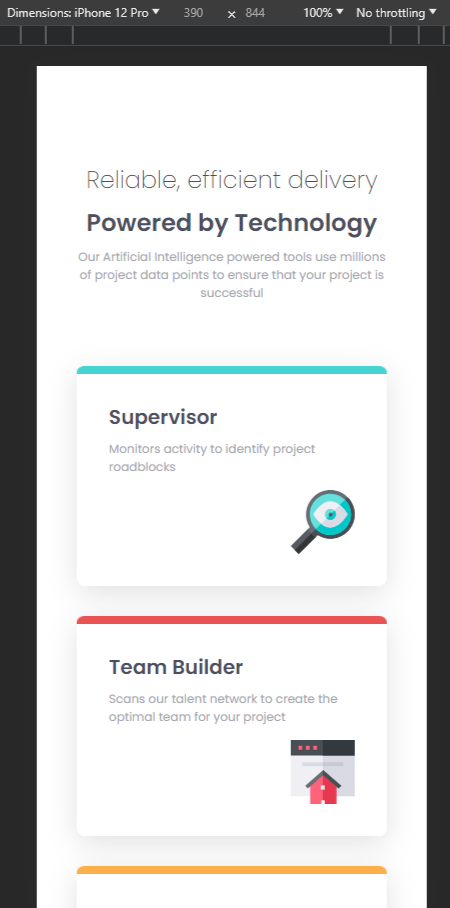 Dimensions: iPhone 12 Pro 390 × 844 100% No throttling
Reliable, efficient delivery
Powered by Technology
Our Artificial Intelligence powered tools use millions
of project data points to ensure that your project is
successful
Supervisor
Monitors activity to identify project
roadblocks
Team Builder
Scans our talent network to create the
optimal team for your project